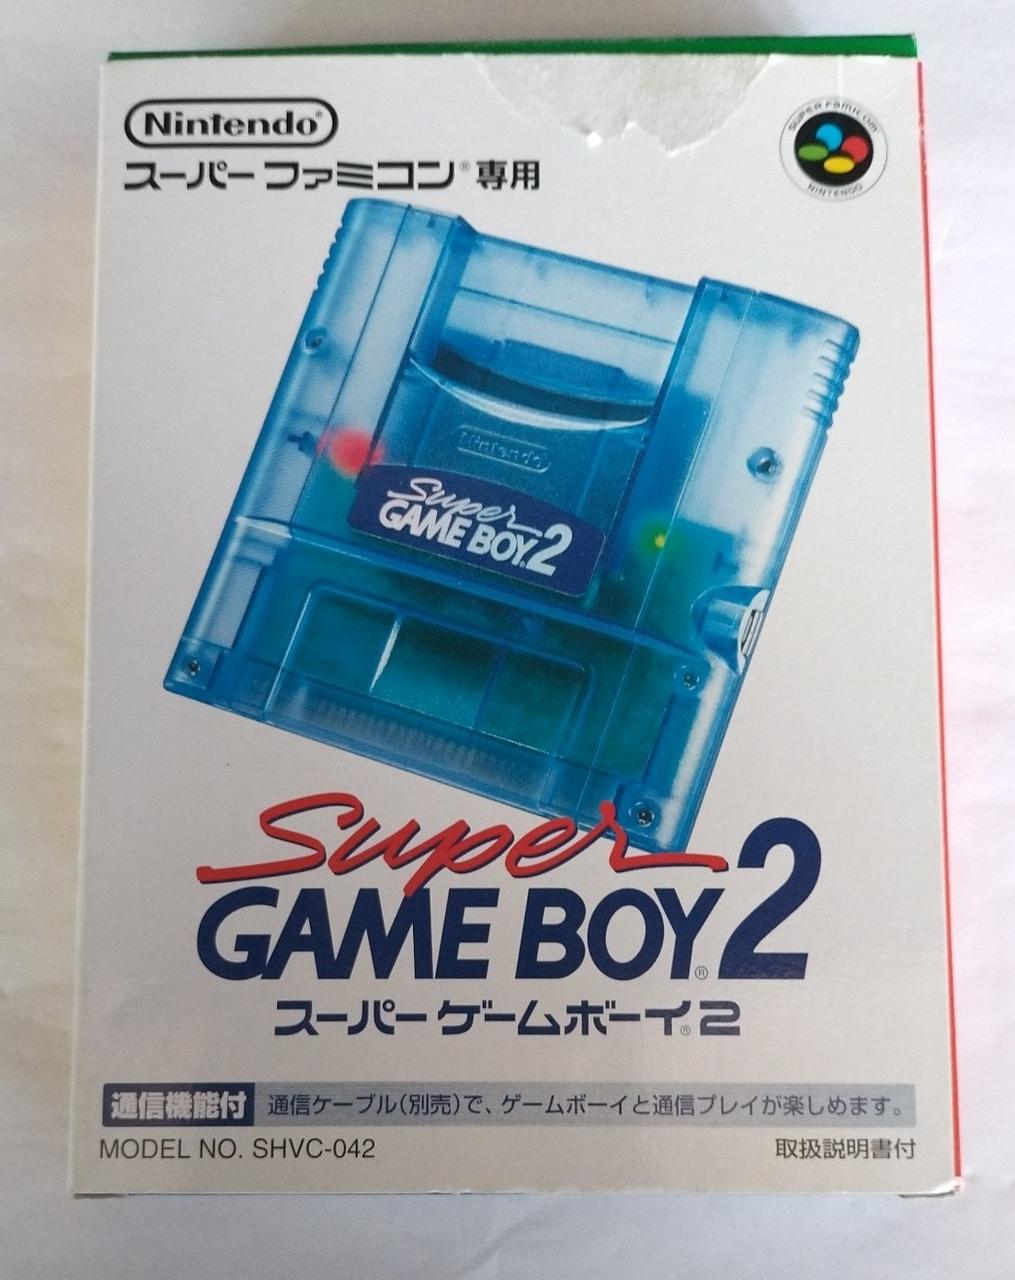 Nintendo®
スーパーファミコン®専用
SUPER FAMICOM
NINTENDO
Nintendo
Super
GAME BOY.2
Super
GAME BOY®2
スーパーゲームボーイ®2
通信機能付 通信ケーブル(別売)で、ゲームボーイと通信プレイが楽しめます。
MODEL NO. SHVC-042 取扱説明書付